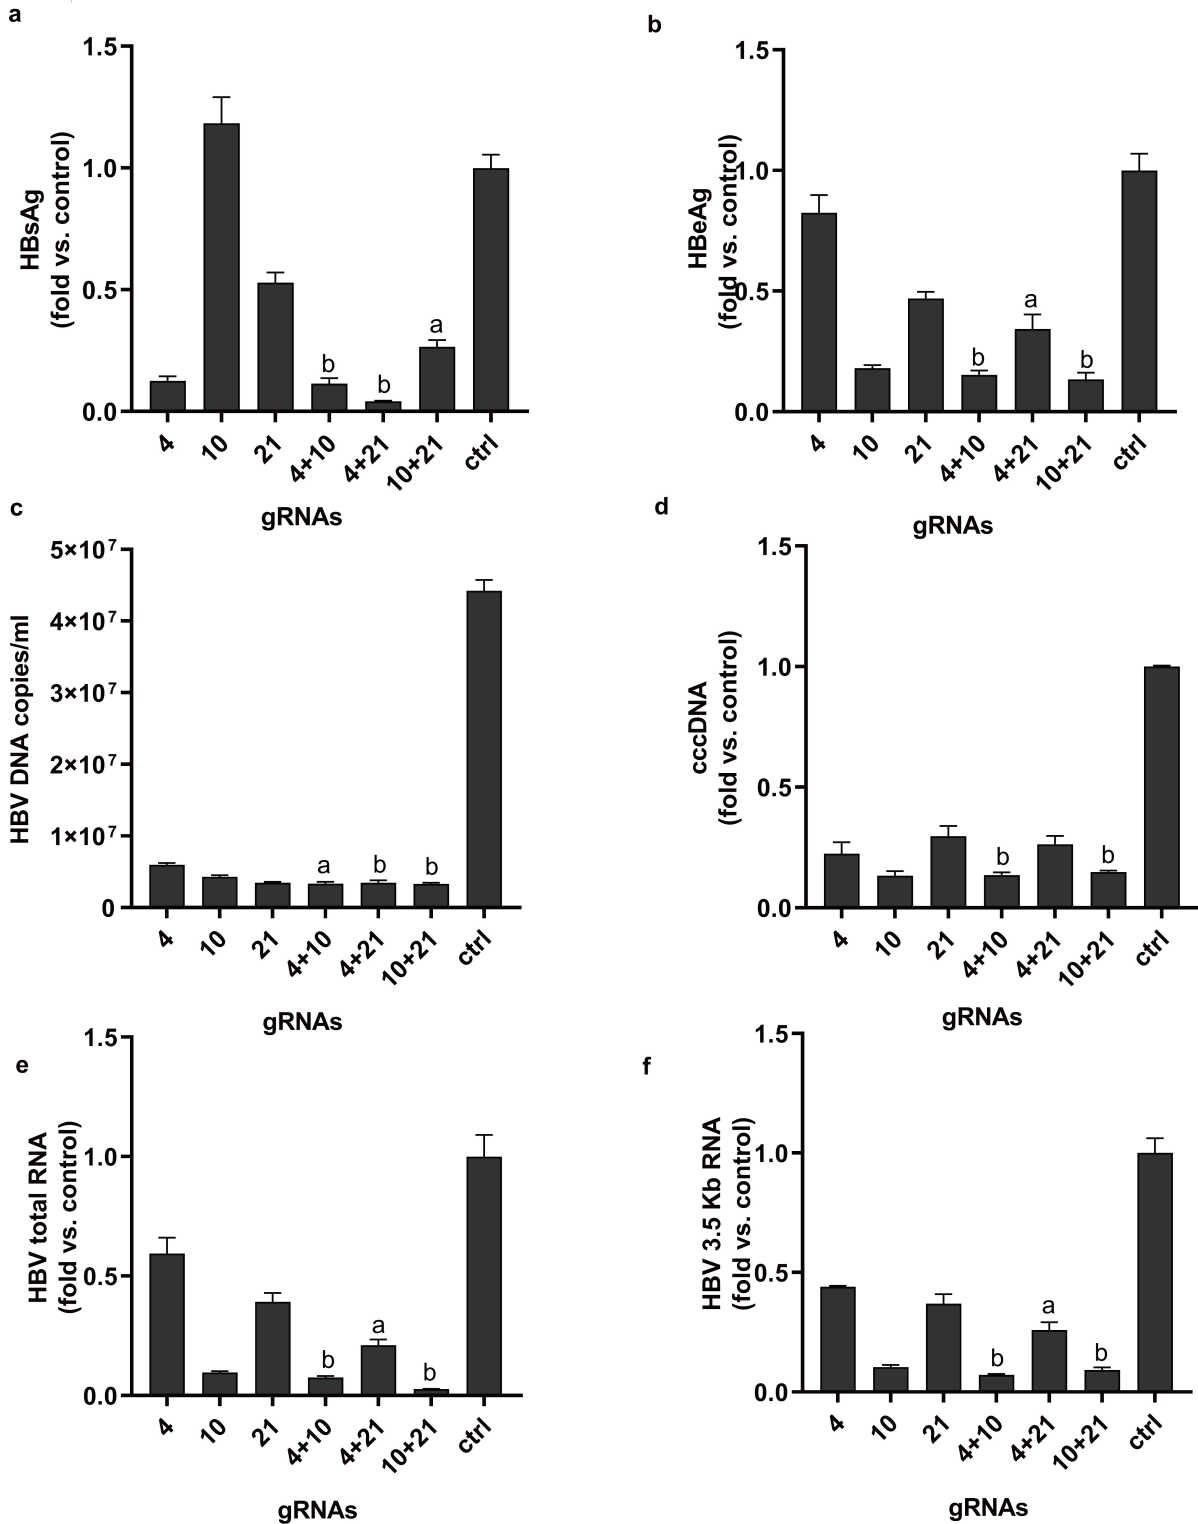 a
1.5
1.0
0.5
0.0
HBsAg
(fold vs. control)
b
b
a
4
10
21
4+10
4+21
10+21
ctrl
gRNAs
b
1.5
1.0
0.5
0.0
HBeAg
(fold vs. control)
b
a
b
4
10
21
4+10
4+21
10+21
ctrl
gRNAs
c
5×10⁷
4×10⁷
3×10⁷
2×10⁷
1×10⁷
0
HBV DNA copies/ml
a
b
b
4
10
21
4+10
4+21
10+21
ctrl
gRNAs
d
1.5
1.0
0.5
0.0
cccDNA
(fold vs. control)
b
b
4
10
21
4+10
4+21
10+21
ctrl
gRNAs
e
1.5
1.0
0.5
0.0
HBV total RNA
(fold vs. control)
b
a
b
4
10
21
4+10
4+21
10+21
ctrl
gRNAs
f
1.5
1.0
0.5
0.0
HBV 3.5 Kb RNA
(fold vs. control)
b
a
b
4
10
21
4+10
4+21
10+21
ctrl
gRNAs